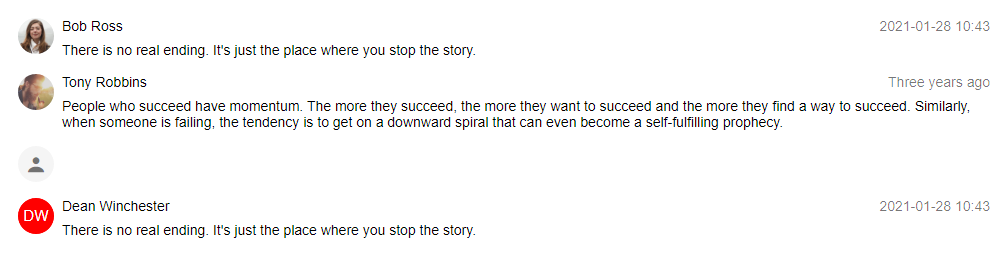 Bob Ross 2021-01-28 10:43
There is no real ending. It's just the place where you stop the story.
Tony Robbins Three years ago
People who succeed have momentum. The more they succeed, the more they want to succeed and the more they find a way to succeed. Similarly,
when someone is failing, the tendency is to get on a downward spiral that can even become a self-fulfilling prophecy.
DW Dean Winchester 2021-01-28 10:43
There is no real ending. It's just the place where you stop the story.